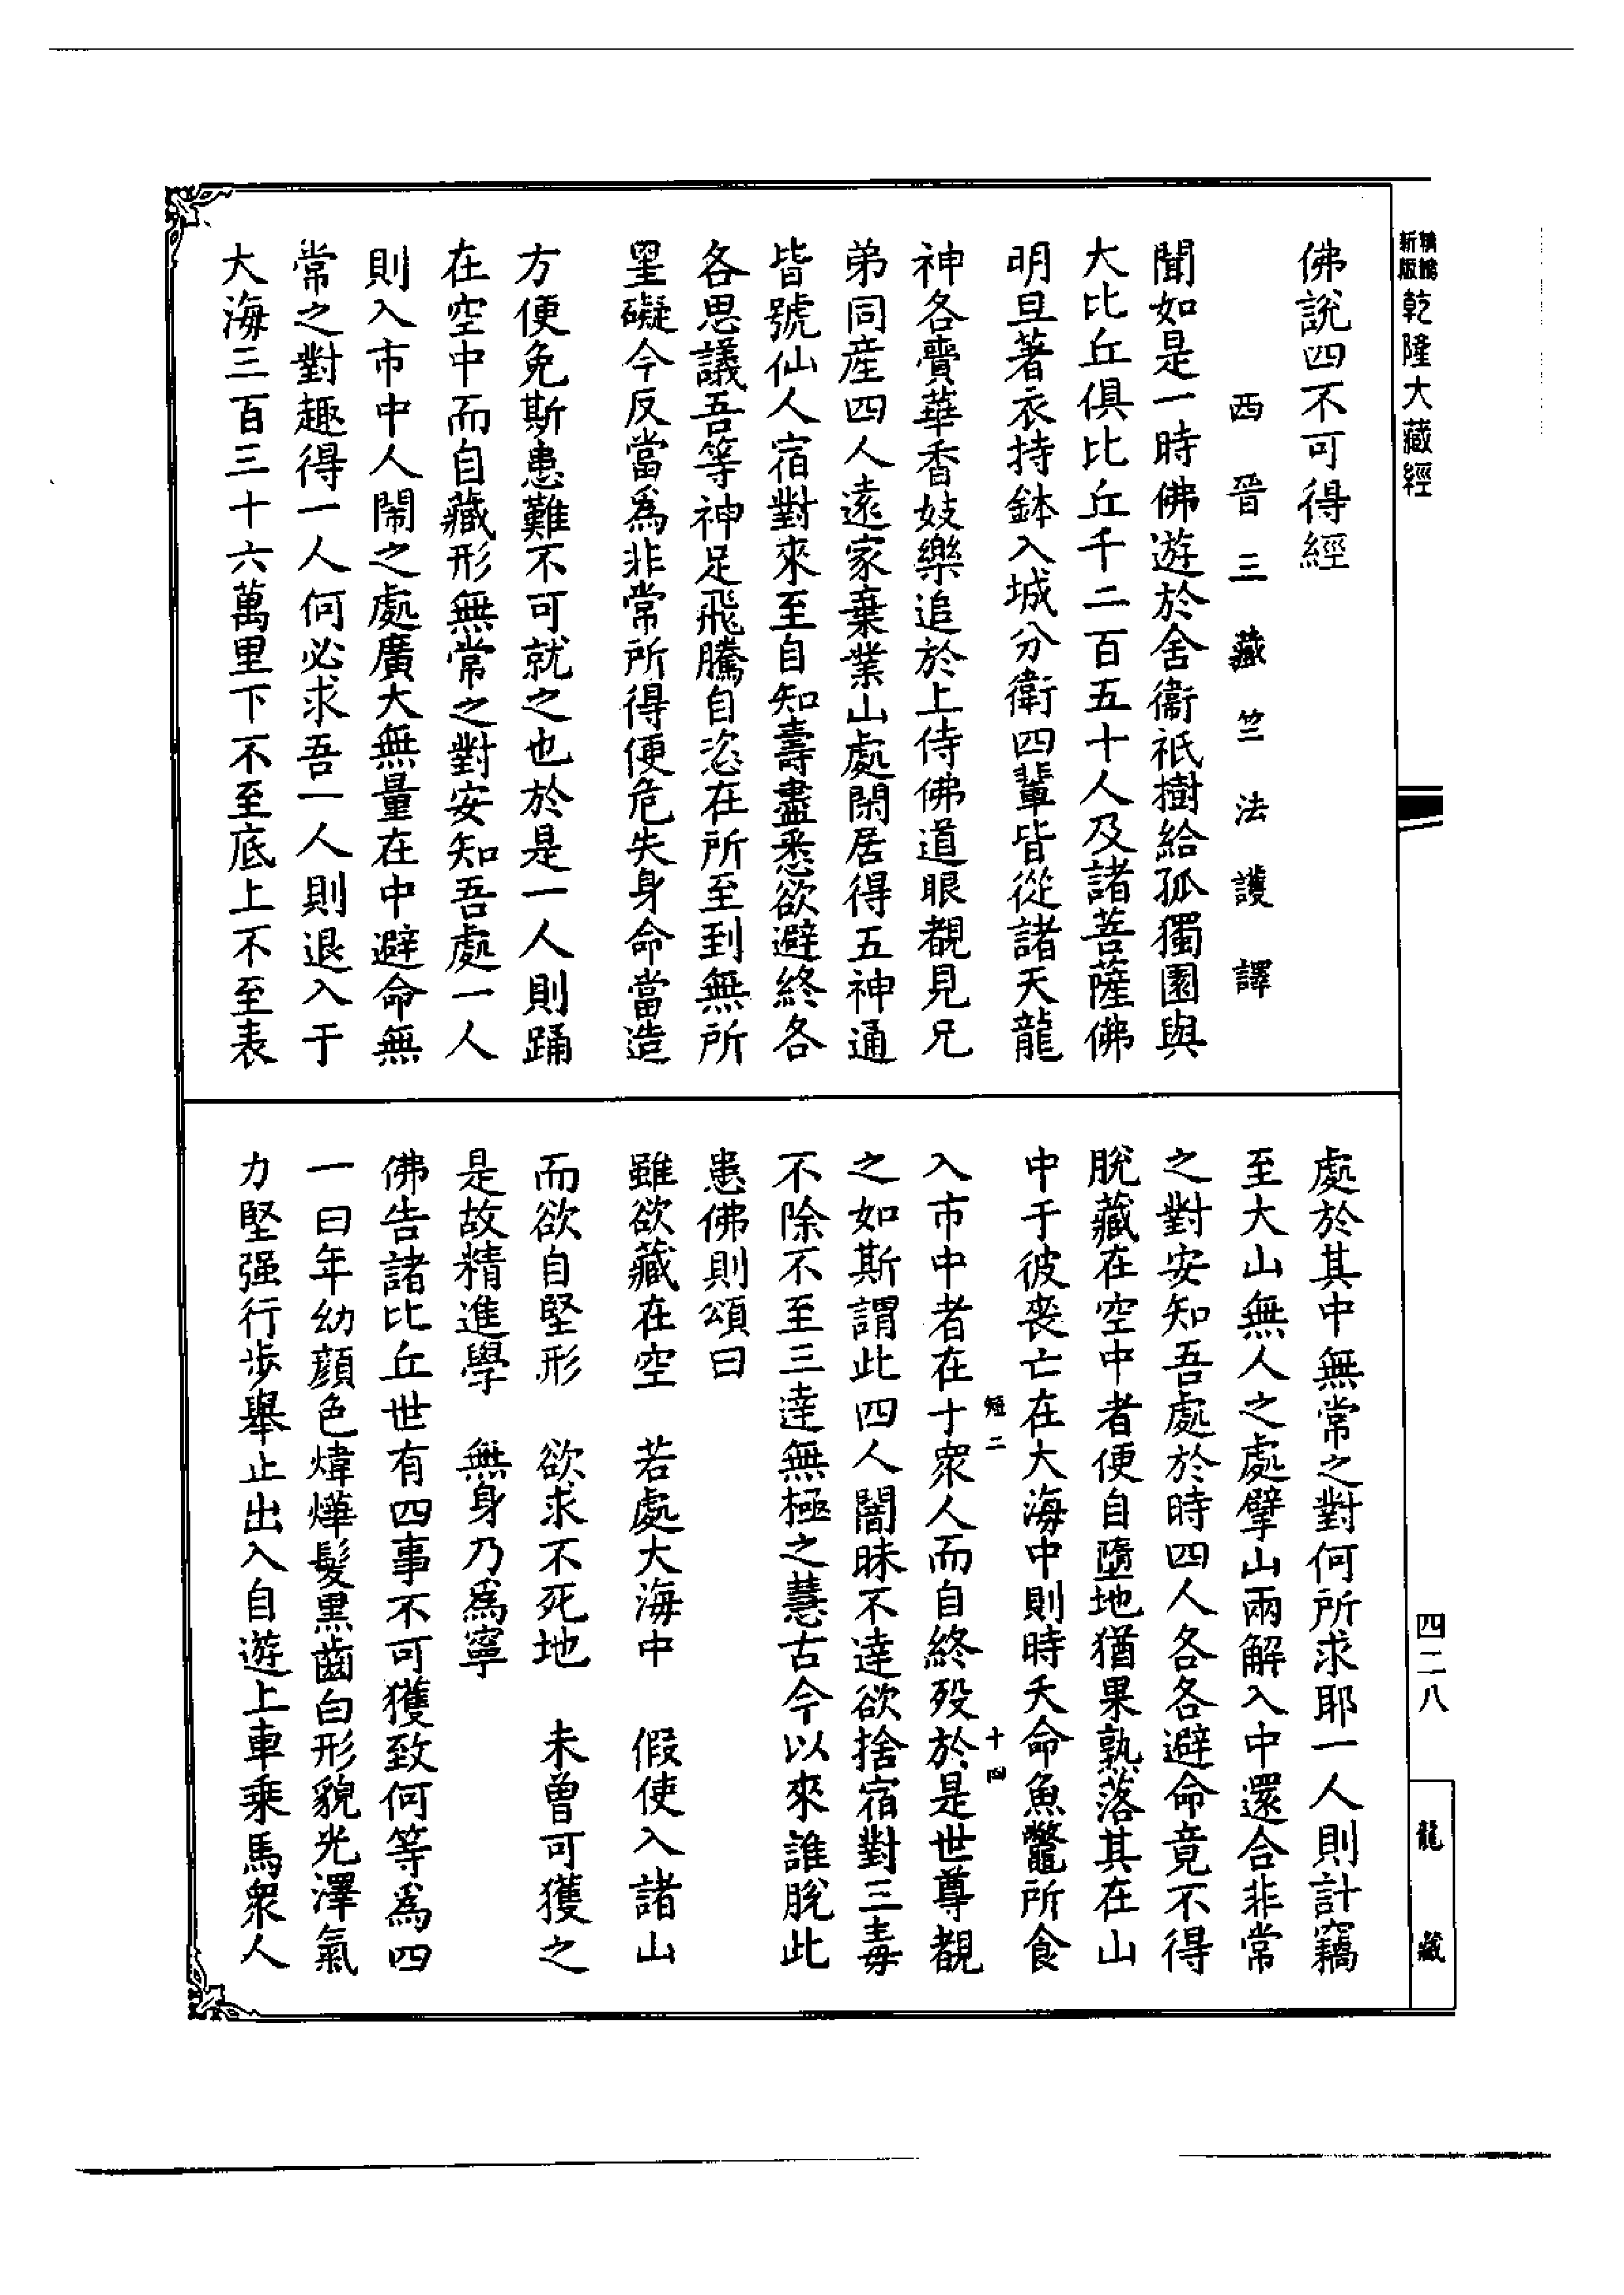 精縮新版乾隆大藏經
佛說四不可得經
西晉三藏竺法護譯
聞如是一時佛遊於舍衞祇樹給孤獨園與
大比丘俱比丘千二百五十人及諸菩薩佛
明旦著衣持鉢入城分衛四輩皆從諸天龍
神各賷華香妓樂追於上侍佛道眼覩見兄
弟同産四人遠家棄業山處閑居得五神通
皆號仙人宿對來至自知壽盡悉欲避終各
各思議吾等神足飛騰自恣在所至到無所
罣礙今反當爲非常所得便危失身命當造
方便免斯患難不可就之也於是一人則踊
在空中而自藏形無常之對安知吾處一人
則入市中人閙之處廣大無量在中避命無
常之對趣得一人何必求吾一人則退入于
大海三百三十六萬里下不至底上不至表
處於其中無常之對何所求耶一人則計竊
至大山無人之處擘山兩解入中還合非常
之對安知吾處於時四人各各避命竟不得
脫藏在空中者便自墮地猶果熟落其在山
中于彼喪亡在大海中則時夭命魚鼈所食
短二 十四
入市中者在于衆人而自終歿於是世尊覩
之如斯謂此四人闇昧不達欲捨宿對三毒
不除不至三達無極之慧古今以來誰脫此
患佛則頌曰
雖欲藏在空 若處大海中 假使入諸山
而欲自堅形 欲求不死地 未曾可獲之
是故精進學 無身乃爲寧
佛告諸比丘世有四事不可獲致何等爲四
一曰年幼顔色煒燁髮黑齒白形貌光澤氣
力堅强行步舉止出入自遊上車乘馬衆人
四二八
龍藏